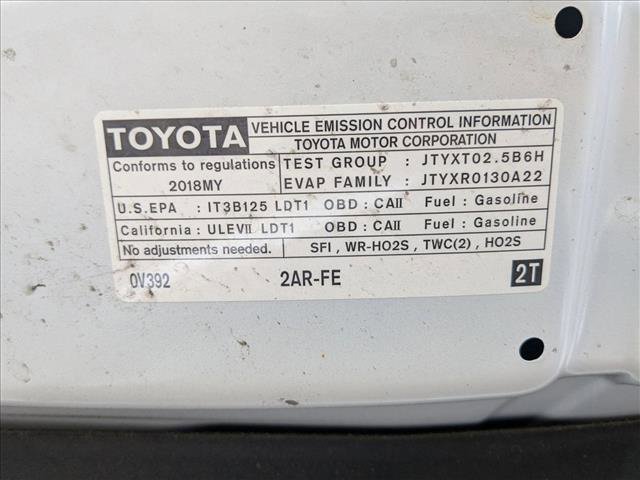 TOYOTA
VEHICLE EMISSION CONTROL INFORMATION
TOYOTA MOTOR CORPORATION
Conforms to regulations
2018MY
TEST GROUP : JTYXT02.5B6H
EVAP FAMILY : JTYXR0130A22
U.S.EPA : IT3B125 LDT1 OBD : CAII Fuel : Gasoline
California : ULEVII LDT1 OBD : CAII Fuel : Gasoline
No adjustments needed. SFI , WR-HO2S , TWC(2) , HO2S
0V392 2AR-FE 2T